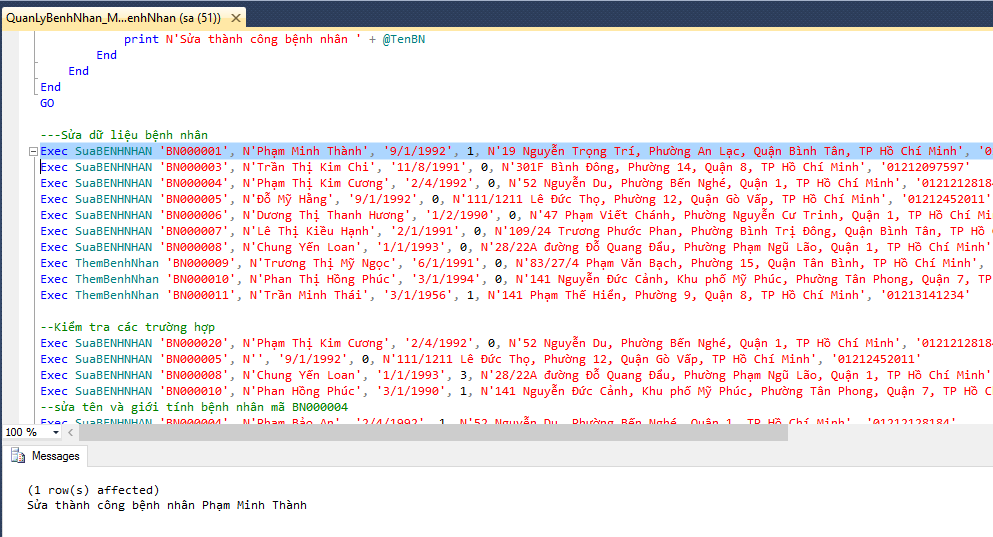 QuanLyBenhNhan_M...enhNhan (sa (51))
print N'Sửa thành công bệnh nhân ' + @TenBN
End
End
End
GO
---Sửa dữ liệu bệnh nhân
Exec SuaBENHNHAN 'BN000001', N'Phạm Minh Thành', '9/1/1992', 1, N'19 Nguyễn Trọng Trí, Phường An Lạc, Quận Bình Tân, TP Hồ Chí Minh', '0
Exec SuaBENHNHAN 'BN000003', N'Trần Thị Kim Chi', '11/8/1991', 0, N'301F Bình Đông, Phường 14, Quận 8, TP Hồ Chí Minh', '01212097597'
Exec SuaBENHNHAN 'BN000004', N'Phạm Thị Kim Cương', '2/4/1992', 0, N'52 Nguyễn Du, Phường Bến Nghé, Quận 1, TP Hồ Chí Minh', '01212128184
Exec SuaBENHNHAN 'BN000005', N'Đỗ Mỹ Hằng', '9/1/1992', 0, N'111/1211 Lê Đức Thọ, Phường 12, Quận Gò Vấp, TP Hồ Chí Minh', '01212452011
Exec SuaBENHNHAN 'BN000006', N'Dương Thị Thanh Hương', '1/2/1990', 0, N'47 Phạm Viết Chánh, Phường Nguyễn Cư Trinh, Quận 1, TP Hồ Chí Mi
Exec SuaBENHNHAN 'BN000007', N'Lê Thị Kiều Hạnh', '2/1/1991', 0, N'109/24 Trương Phước Phan, Phường Bình Trị Đông, Quận Bình Tân, TP Hồ C
Exec SuaBENHNHAN 'BN000008', N'Chung Yến Loan', '1/1/1993', 0, N'28/22A đường Đỗ Quang Đẩu, Phường Phạm Ngũ Lão, Quận 1, TP Hồ Chí Minh'
Exec ThemBenhNhan 'BN000009', N'Trương Thị Mỹ Ngọc', '6/1/1991', 0, N'83/27/4 Phạm Văn Bạch, Phường 15, Quận Tân Bình, TP Hồ Chí Minh'
Exec ThemBenhNhan 'BN000010', N'Phan Thị Hồng Phúc', '3/1/1994', 0, N'141 Nguyễn Đức Cảnh, Khu phố Mỹ Phúc, Phường Tân Phong, Quận 7, TP
Exec ThemBenhNhan 'BN000011', N'Trần Minh Thái', '3/1/1956', 1, N'141 Phạm Thế Hiển, Phường 9, Quận 8, TP Hồ Chí Minh', '01213141234'
--Kiểm tra các trường hợp
Exec SuaBENHNHAN 'BN000020', N'Phạm Thị Kim Cương', '2/4/1992', 0, N'52 Nguyễn Du, Phường Bến Nghé, Quận 1, TP Hồ Chí Minh', '01212128184
Exec SuaBENHNHAN 'BN000005', N'', '9/1/1992', 0, N'111/1211 Lê Đức Thọ, Phường 12, Quận Gò Vấp, TP Hồ Chí Minh', '01212452011'
Exec SuaBENHNHAN 'BN000008', N'Chung Yến Loan', '1/1/1993', 3, N'28/22A đường Đỗ Quang Đẩu, Phường Phạm Ngũ Lão, Quận 1, TP Hồ Chí Minh'
Exec SuaBENHNHAN 'BN000010', N'Phan Hồng Phúc', '3/1/1990', 1, N'141 Nguyễn Đức Cảnh, Khu phố Mỹ Phúc, Phường Tân Phong, Quận 7, TP Hồ C
--sửa tên và giới tính bệnh nhân mã BN000004
Exec SuaBENHNHAN 'BN000004', N'Phạm Bảo An', '2/4/1992', 1, N'52 Nguyễn Du, Phường Bến Nghé, Quận 1, TP Hồ Chí Minh', '01212128184'
100 %
Messages
(1 row(s) affected)
Sửa thành công bệnh nhân Phạm Minh Thành